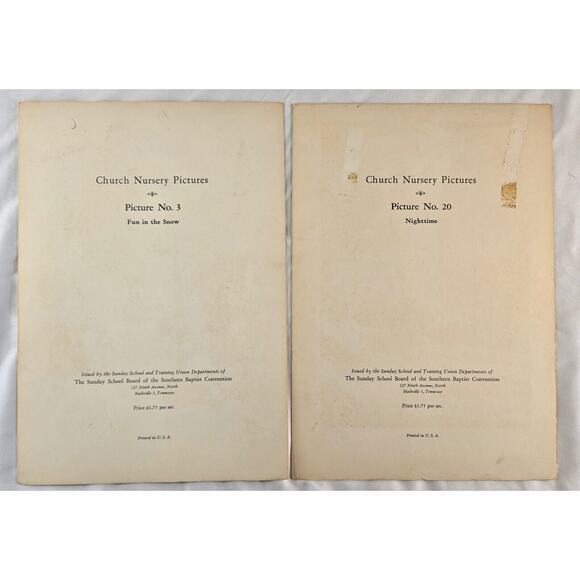 Church Nursery Pictures
Picture No. 3
Fun in the Snow
Issued by the Sunday School and Training Union Departments of
The Sunday School Board of the Southern Baptist Convention
127 Ninth Avenue, North
Nashville 3, Tennessee
Price $1.75 per set.
Printed in U. S. A.
Church Nursery Pictures
Picture No. 20
Nighttime
Issued by the Sunday School and Training Union Departments of
The Sunday School Board of the Southern Baptist Convention
127 Ninth Avenue, North
Nashville 3, Tennessee
Price $1.75 per set.
Printed in U. S. A.